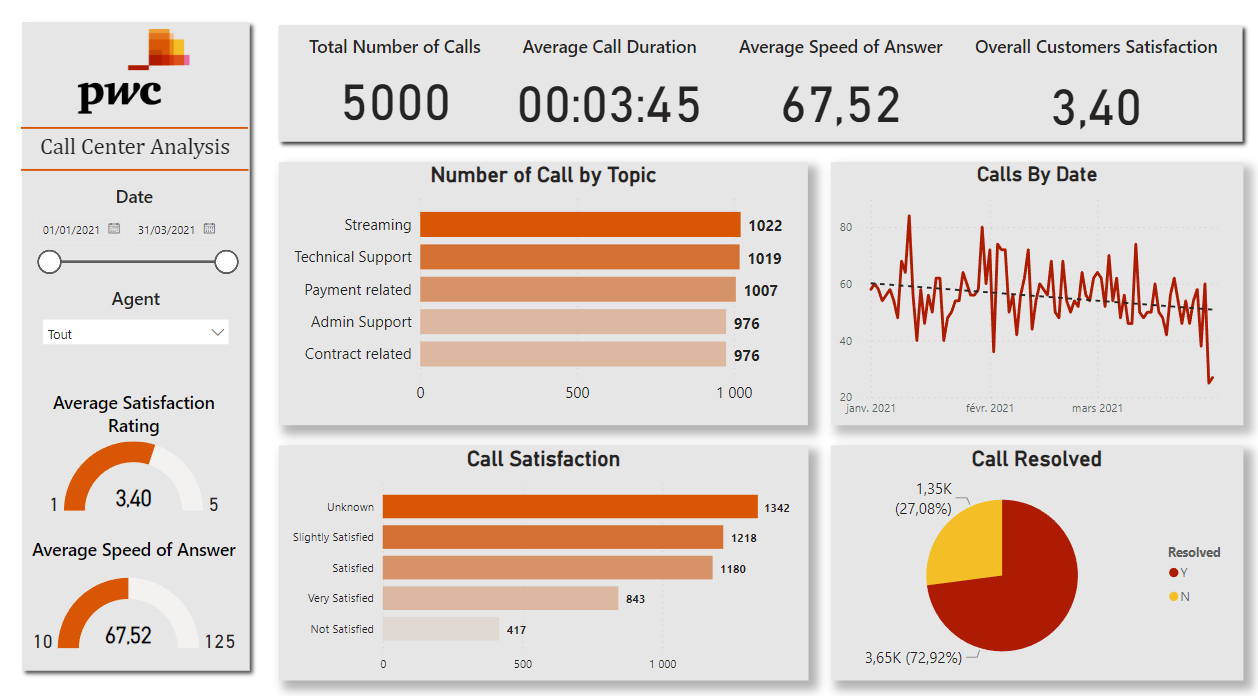 pwc
Call Center Analysis
Date
01/01/2021 31/03/2021
Agent
Tout
Average Satisfaction
Rating
3,40
1 5
Average Speed of Answer
67,52
10 125
Total Number of Calls
5000
Average Call Duration
00:03:45
Average Speed of Answer
67,52
Overall Customers Satisfaction
3,40
Number of Call by Topic
Streaming 1022
Technical Support 1019
Payment related 1007
Admin Support 976
Contract related 976
0 500 1 000
Calls By Date
80
60
40
20
janv. 2021 févr. 2021 mars 2021
Call Satisfaction
Unknown 1342
Slightly Satisfied 1218
Satisfied 1180
Very Satisfied 843
Not Satisfied 417
0 500 1 000
Call Resolved
1,35K
(27,08%)
3,65K (72,92%)
Resolved
Y
N